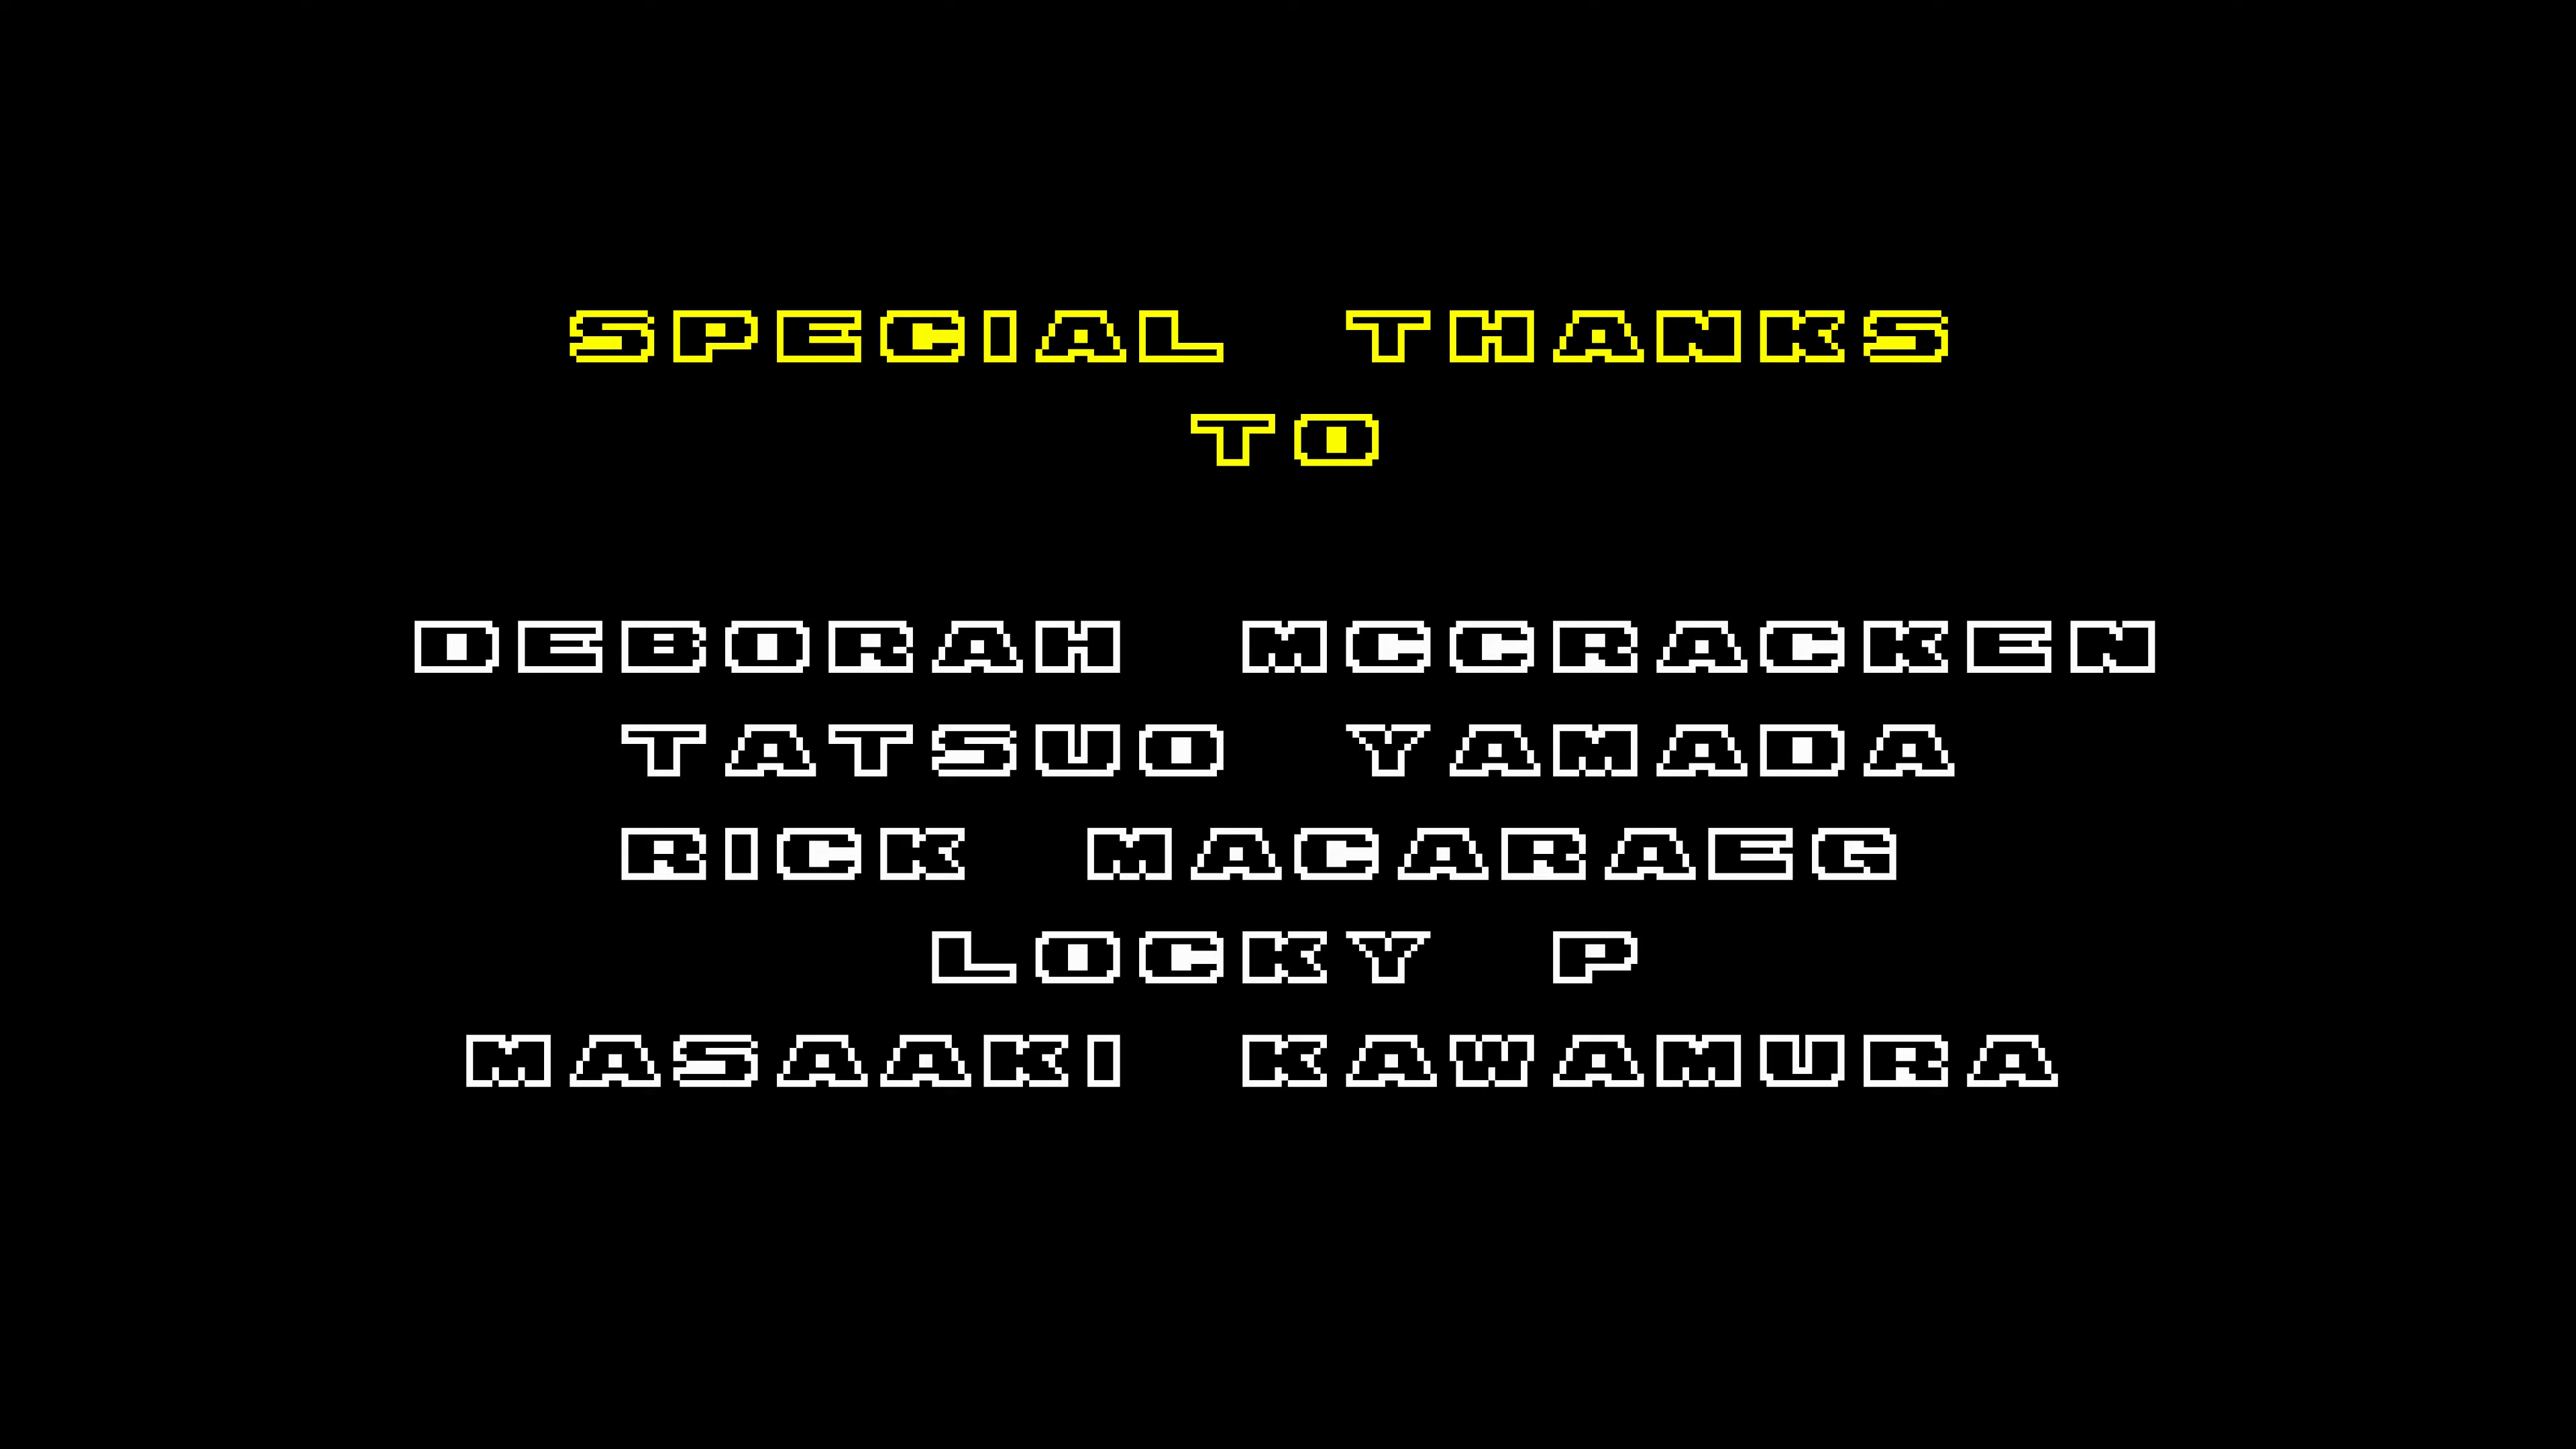 SPECIAL THANKS
TO
DEBORAH MCCRACKEN
TATSUO YAMADA
RICK MACARAEG
LOCKY P
MASAAKI KAWAMURA